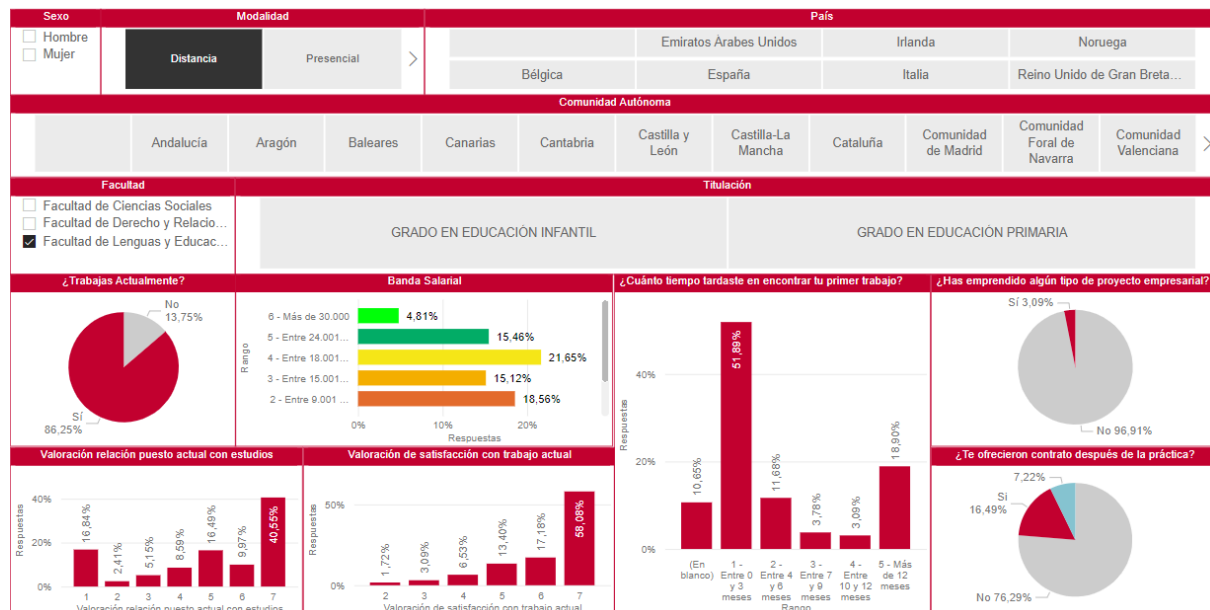 Sexo
Modalidad
País
Hombre
Mujer
Distancia
Presencial
Emiratos Árabes Unidos
Irlanda
Noruega
Bélgica
España
Italia
Reino Unido de Gran Breta...
Comunidad Autónoma
Andalucía
Aragón
Baleares
Canarias
Cantabria
Castilla y
León
Castilla-La
Mancha
Cataluña
Comunidad
de Madrid
Comunidad
Foral de
Navarra
Comunidad
Valenciana
Facultad
Titulación
Facultad de Ciencias Sociales
Facultad de Derecho y Relacio...
Facultad de Lenguas y Educac...
GRADO EN EDUCACIÓN INFANTIL
GRADO EN EDUCACIÓN PRIMARIA
¿Trabajas Actualmente?
No
13,75%
Sí
86,25%
Banda Salarial
Rango
6 - Más de 30.000
4,81%
5 - Entre 24.001...
15,46%
4 - Entre 18.001...
21,65%
3 - Entre 15.001...
15,12%
2 - Entre 9.001 ...
18,56%
0%
10%
20%
Respuestas
¿Cuánto tiempo tardaste en encontrar tu primer trabajo?
Respuestas
40%
20%
0%
10,65%
51,89%
11,68%
3,78%
3,09%
18,90%
(En
blanco)
1 -
Entre 0
y 3
meses
2 -
Entre 4
y 6
meses
3 -
Entre 7
y 9
meses
4 -
Entre
10 y 12
meses
5 - Más
de 12
meses
Rango
¿Has emprendido algún tipo de proyecto empresarial?
Sí 3,09%
No 96,91%
Valoración relación puesto actual con estudios
Respuestas
40%
20%
0%
16,84%
2,41%
5,15%
8,59%
16,49%
9,97%
40,55%
1
2
3
4
5
6
7
Valoración relación puesto actual con estudios
Valoración de satisfacción con trabajo actual
Respuestas
50%
0%
1,72%
3,09%
6,53%
13,40%
17,18%
58,08%
2
3
4
5
6
7
Valoración de satisfacción con trabajo actual
¿Te ofrecieron contrato después de la práctica?
7,22%
Si
16,49%
No 76,29%